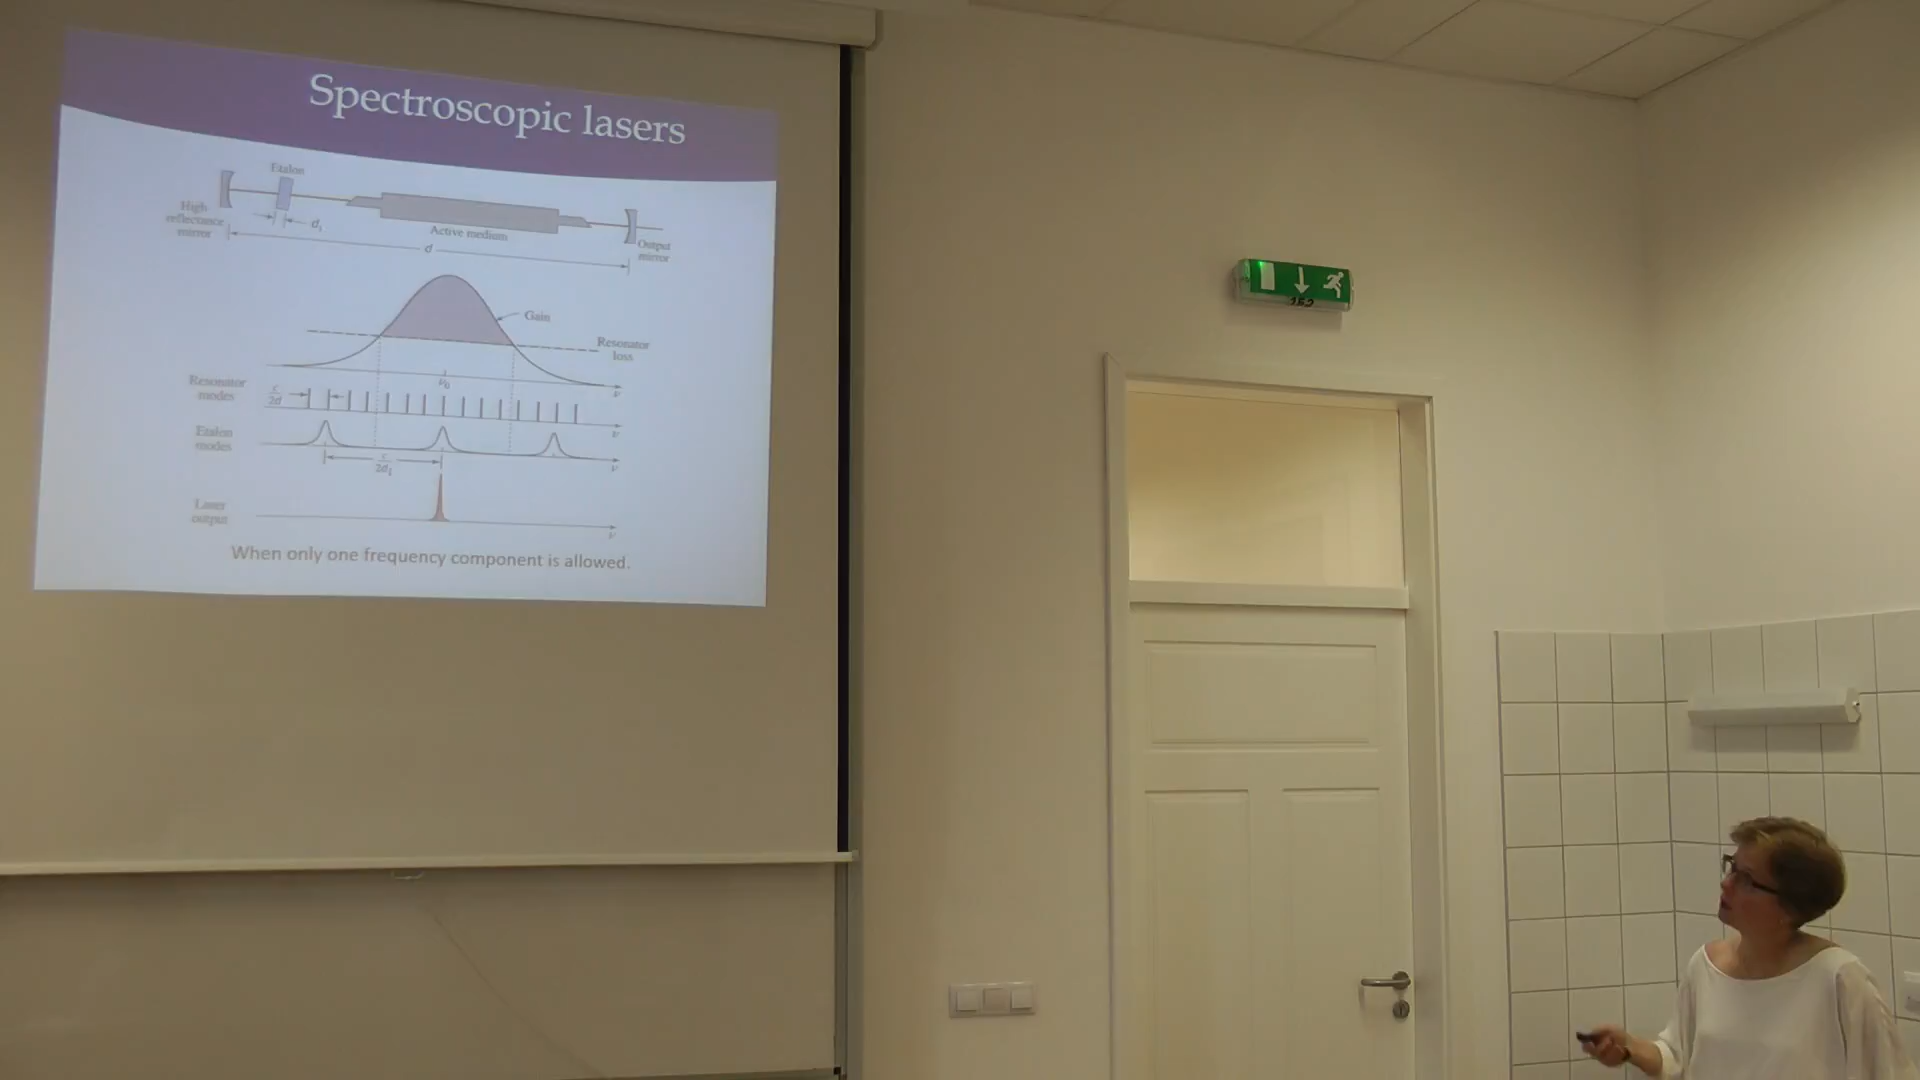 Spectroscopic lasers
Etalon
High
reflectance
mirror
d₁
Active medium
d
Output
mirror
Gain
Resonator
loss
ν₀
ν
Resonator
modes
c
2d
ν
Etalon
modes
c
2d₁
ν
Laser
output
ν
When only one frequency component is allowed.